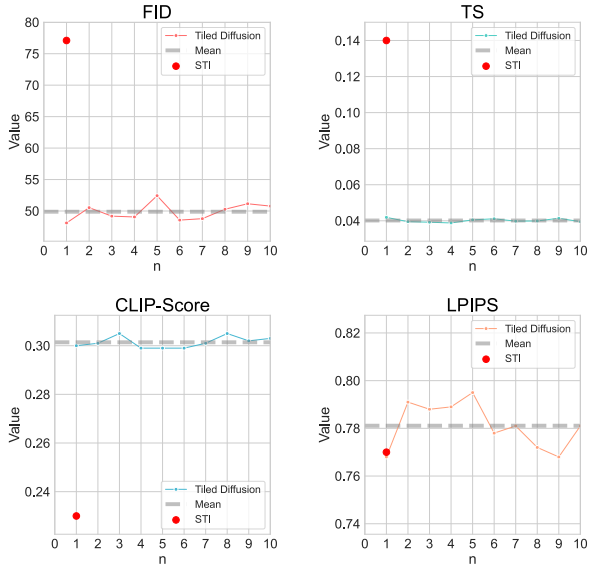 FID
80
75
70
65
60
55
50
Value
0 1 2 3 4 5 6 7 8 9 10
n
Tiled Diffusion
Mean
STI
TS
0.14
0.12
0.10
0.08
0.06
0.04
Value
0 1 2 3 4 5 6 7 8 9 10
n
Tiled Diffusion
Mean
STI
CLIP-Score
0.30
0.28
0.26
0.24
Value
0 1 2 3 4 5 6 7 8 9 10
n
Tiled Diffusion
Mean
STI
LPIPS
0.82
0.80
0.78
0.76
0.74
Value
0 1 2 3 4 5 6 7 8 9 10
n
Tiled Diffusion
Mean
STI